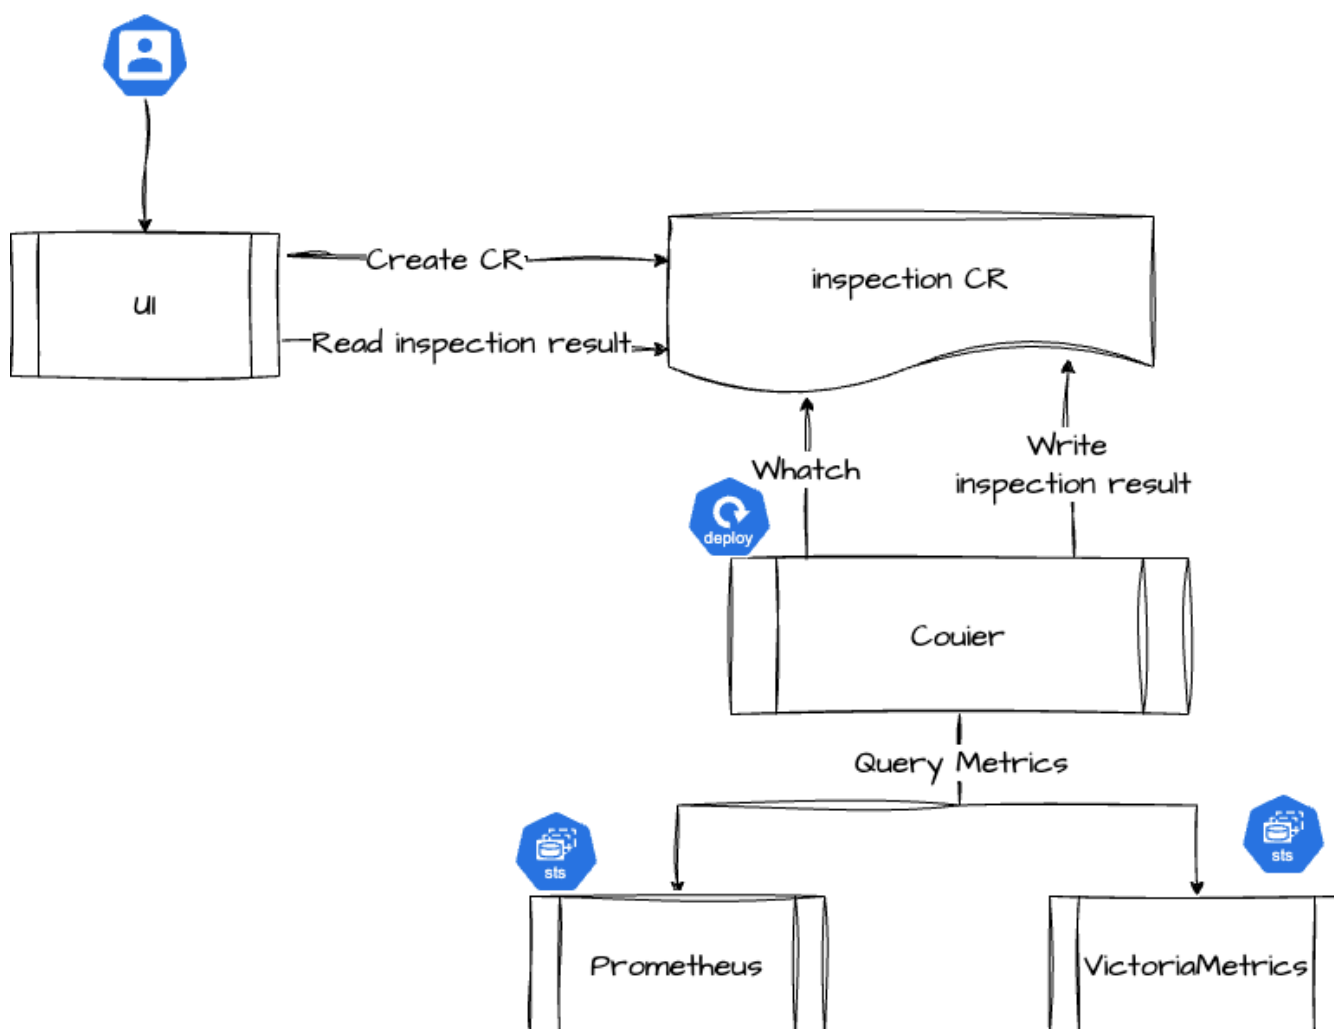 UI
Create CR
inspection CR
Read inspection result
Whatch
Write
inspection result
deploy
Couier
Query Metrics
sts
sts
Prometheus
VictoriaMetrics